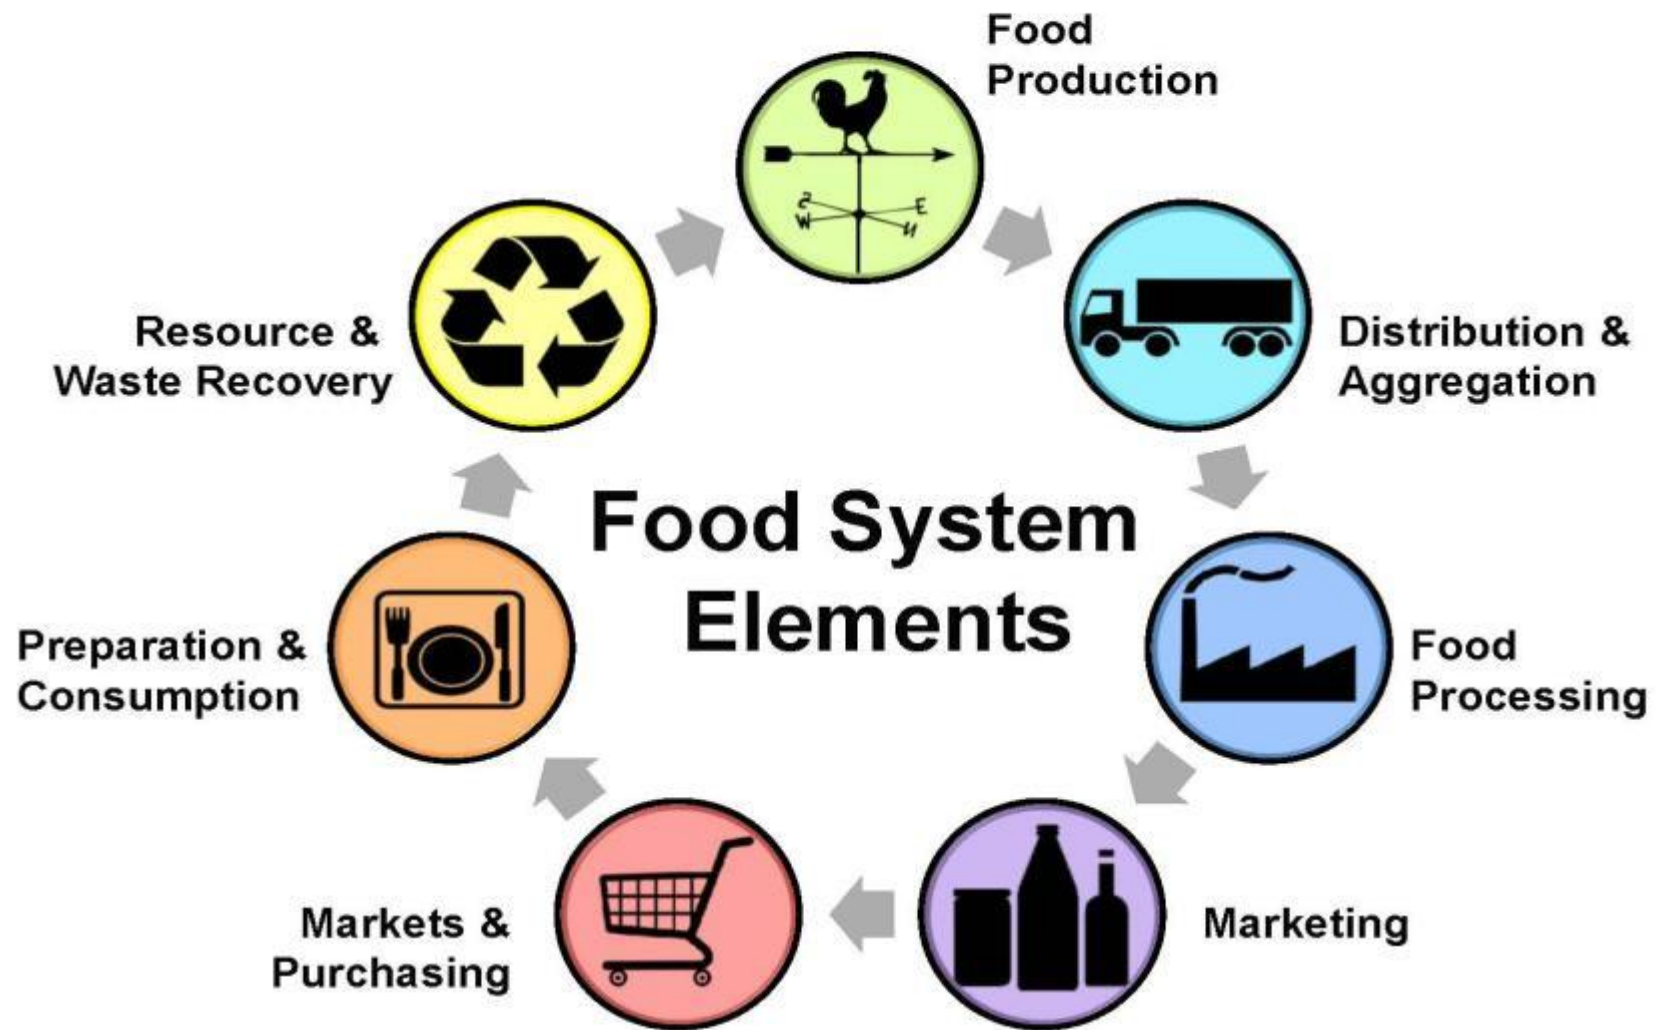 Food
Production
Distribution &
Aggregation
Food
Processing
Marketing
Markets &
Purchasing
Preparation &
Consumption
Resource &
Waste Recovery
Food System
Elements
S
E
W
N